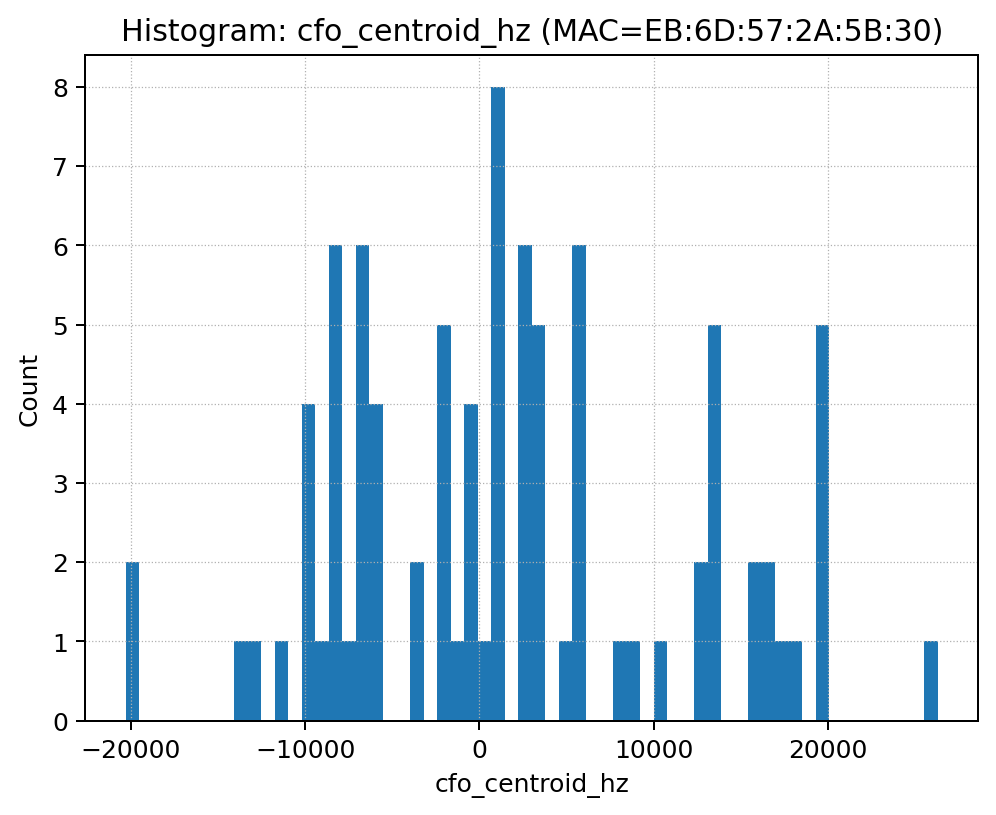 Histogram: cfo_centroid_hz (MAC=EB:6D:57:2A:5B:30)
8
7
6
5
4
3
2
1
0
Count
−20000 −10000 0 10000 20000
cfo_centroid_hz